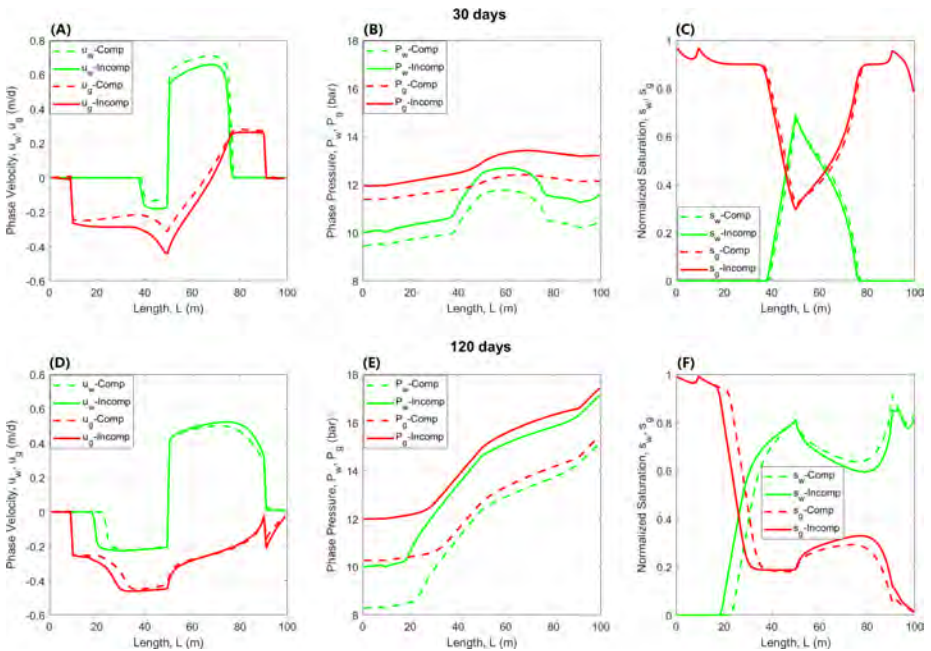 30 days
(A)
u_w-Comp
u_w-Incomp
u_g-Comp
u_g-Incomp
Phase Velocity, u_w, u_g (m/d)
0.8
0.6
0.4
0.2
0
-0.2
-0.4
-0.6
0 20 40 60 80 100
Length, L (m)
(B)
P_w-Comp
P_w-Incomp
P_g-Comp
P_g-Incomp
Phase Pressure, P_w, P_g (bar)
18
16
14
12
10
8
0 20 40 60 80 100
Length, L (m)
(C)
s_w-Comp
s_w-Incomp
s_g-Comp
s_g-Incomp
Normalized Saturation, s_w, s_g
1
0.8
0.6
0.4
0.2
0
0 20 40 60 80 100
Length, L (m)
120 days
(D)
u_w-Comp
u_w-Incomp
u_g-Comp
u_g-Incomp
Phase Velocity, u_w, u_g (m/d)
0.8
0.6
0.4
0.2
0
-0.2
-0.4
-0.6
0 20 40 60 80 100
Length, L (m)
(E)
P_w-Comp
P_w-Incomp
P_g-Comp
P_g-Incomp
Phase Pressure, P_w, P_g (bar)
18
16
14
12
10
8
0 20 40 60 80 100
Length, L (m)
(F)
s_w-Comp
s_w-Incomp
s_g-Comp
s_g-Incomp
Normalized Saturation, s_w, s_g
1
0.8
0.6
0.4
0.2
0
0 20 40 60 80 100
Length, L (m)